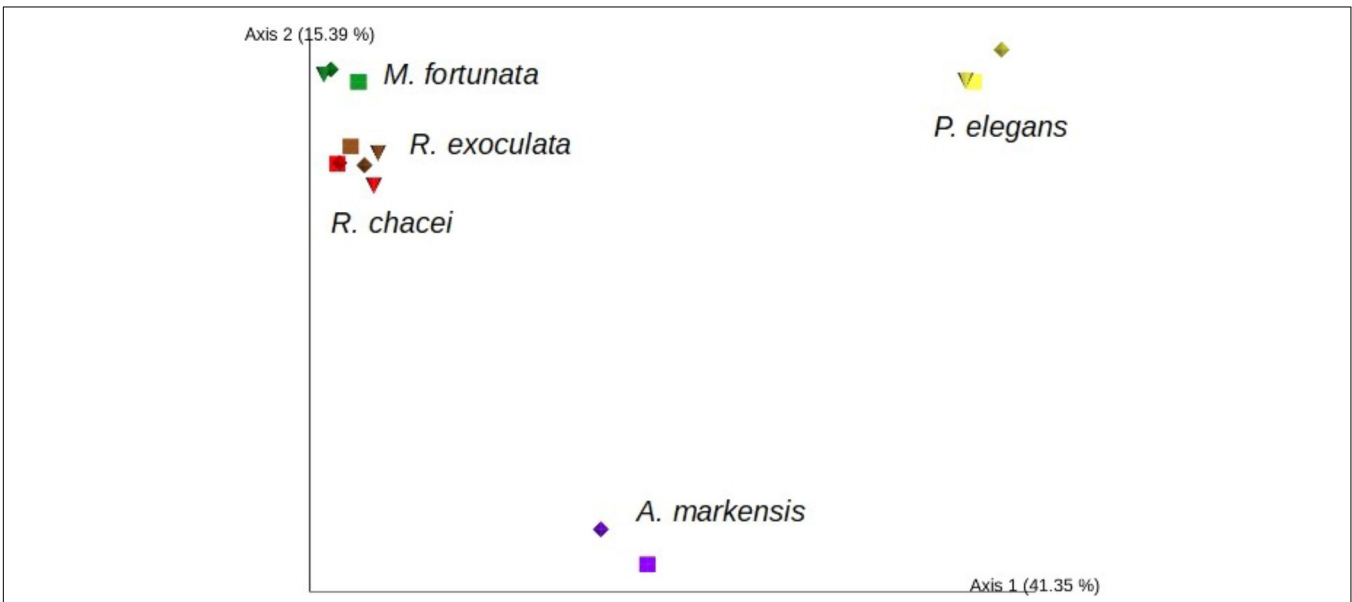 Axis 2 (15.39 %)
M. fortunata
P. elegans
R. exoculata
R. chacei
A. markensis
Axis 1 (41.35 %)